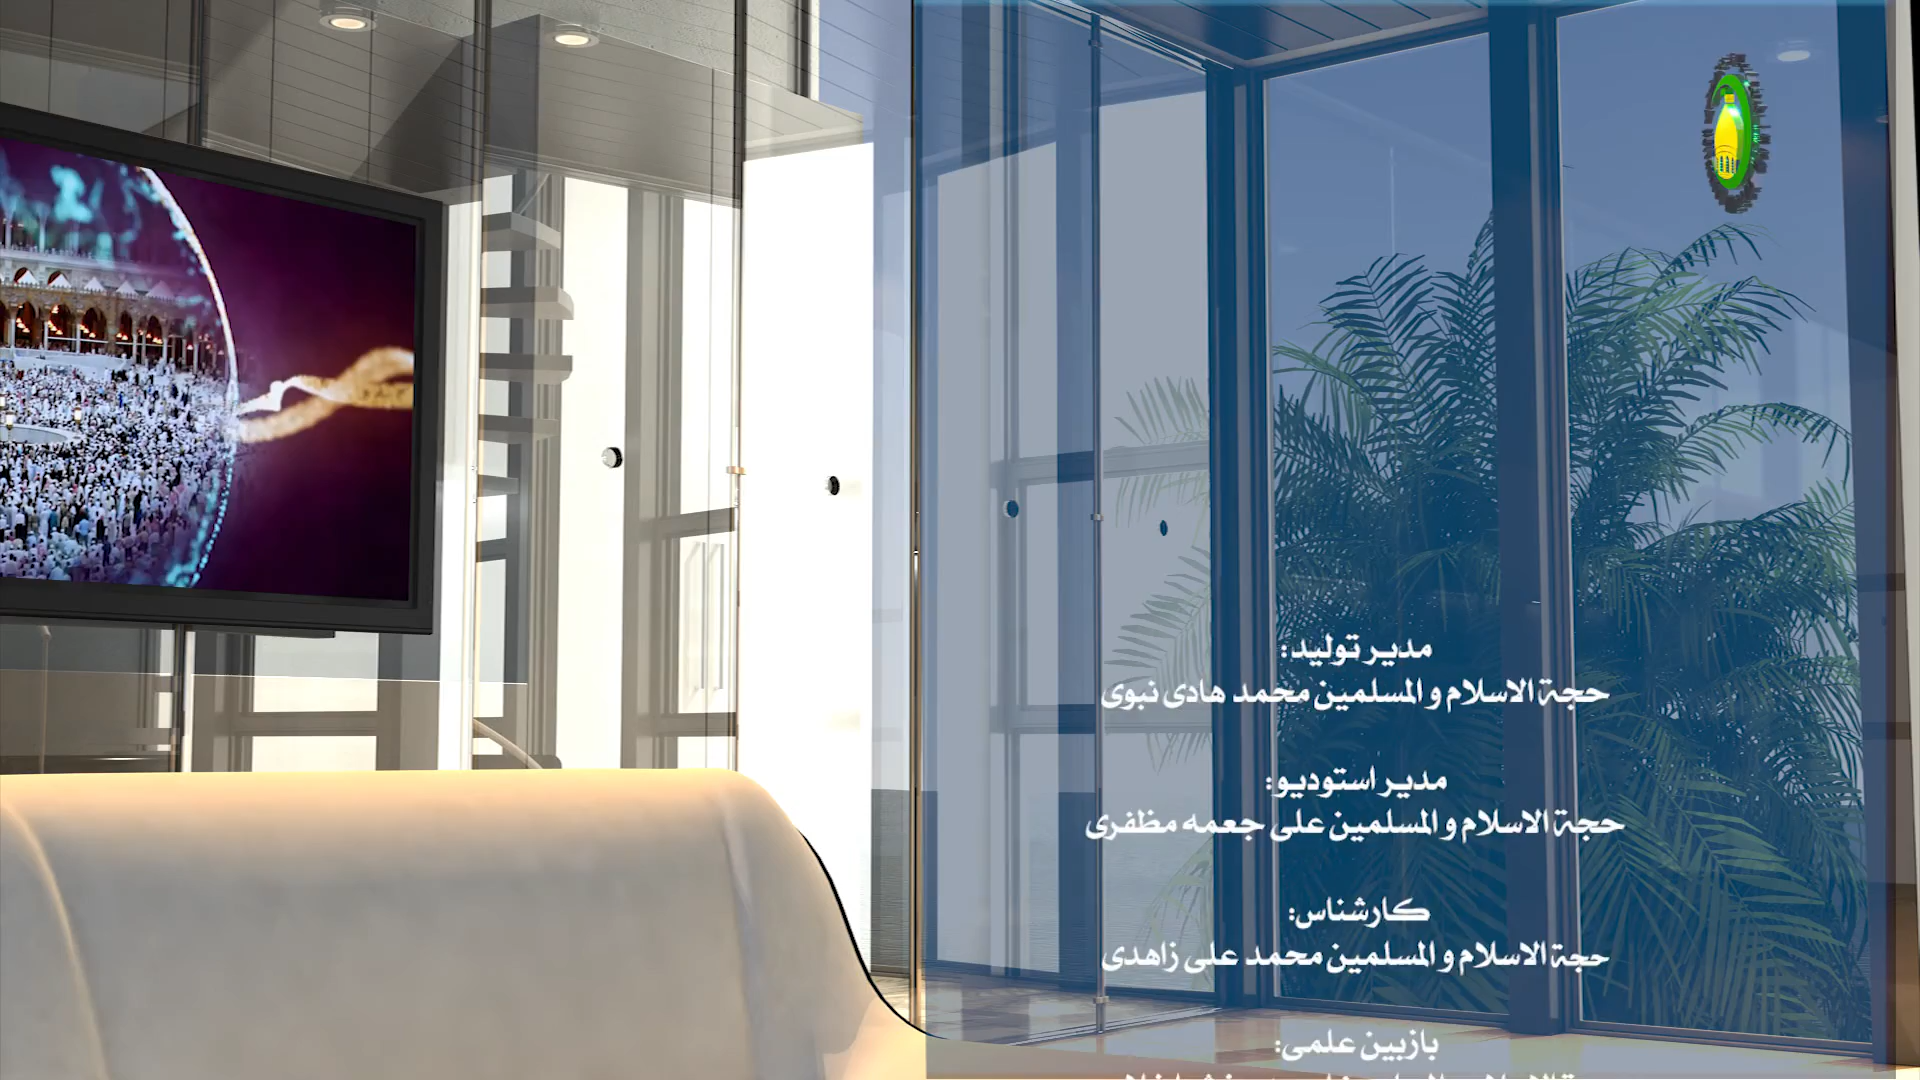 مدیر تولید:
حجة الاسلام و المسلمین محمد هادی نبوی
مدیر استودیو:
حجة الاسلام و المسلمین علی جمعه مظفری
کارشناس:
حجة الاسلام و المسلمین محمد علی زاهدی
بازبین علمی: